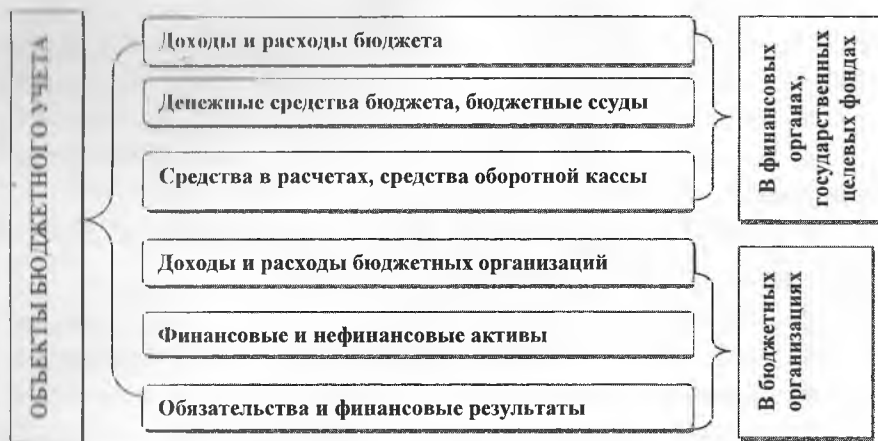 ОБЪЕКТЫ БЮДЖЕТНОГО УЧЕТА
Доходы и расходы бюджета
Денежные средства бюджета, бюджетные ссуды
Средства в расчетах, средства оборотной кассы
Доходы и расходы бюджетных организаций
Финансовые и нефинансовые активы
Обязательства и финансовые результаты
В финансовых
органах,
государственных
целевых фондах
В бюджетных
организациях